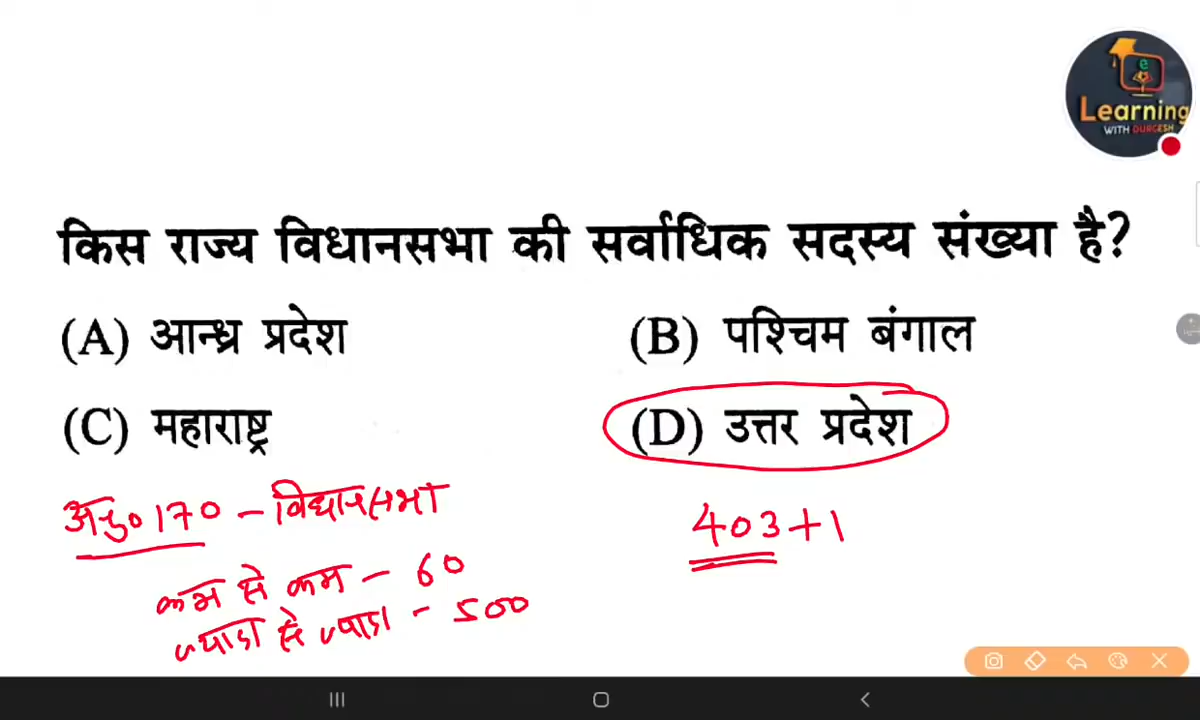 e
Learning
WITH DURGESH
किस राज्य विधानसभा की सर्वाधिक सदस्य संख्या है?
(A) आन्ध्र प्रदेश
(B) पश्चिम बंगाल
(C) महाराष्ट्र
(D) उत्तर प्रदेश
अनु० 170 - विधानसभा
403+1
कम से कम - 60
ज्यादा से ज्यादा - 500